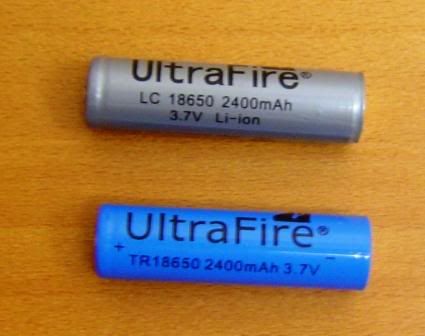 UltraFire®
LC 18650 2400mAh
3.7V Li-ion
UltraFire®
+ -
TR18650 2400mAh 3.7V